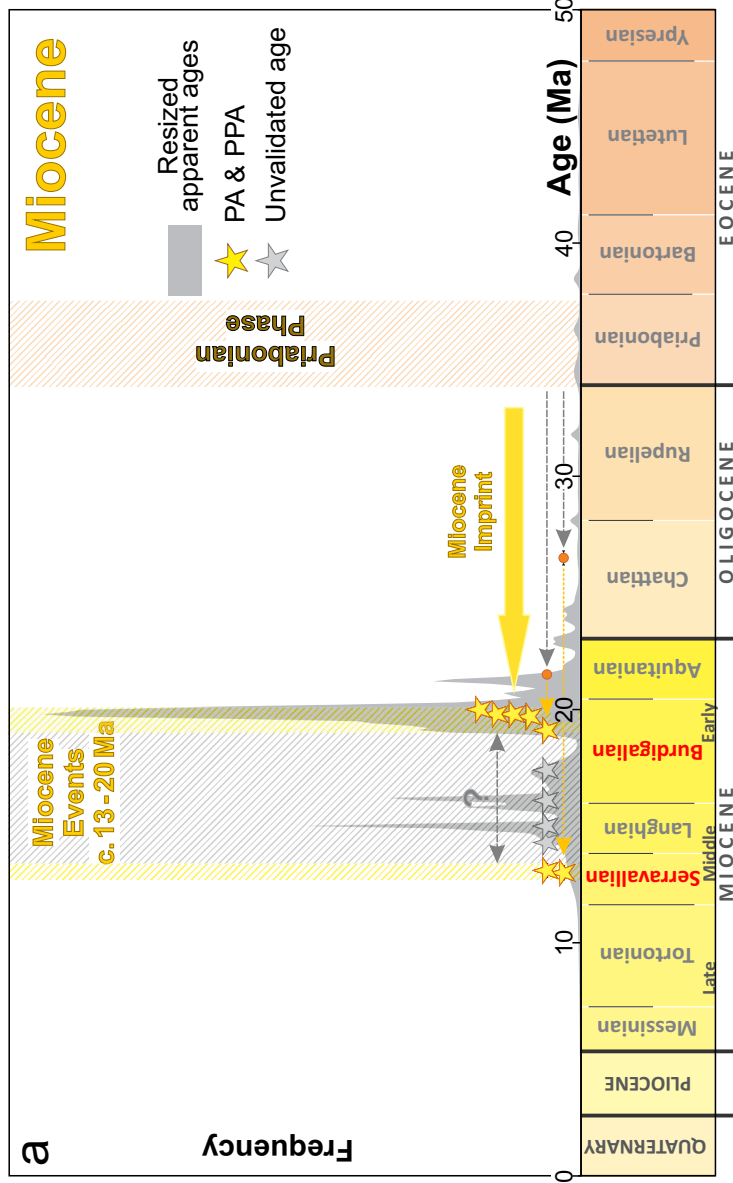 a
Miocene
Frequency
Resized
apparent ages
PA & PPA
Unvalidated age
Miocene
Events
c. 13-20 Ma
?
Miocene
Imprint
Priabonian
Phase
Age (Ma)
0
10
20
30
40
50
QUATERNARY
PLIOCENE
Messinian
Tortonian
Serravallian
Langhian
Burdigalian
Aquitanian
Chattian
Rupelian
Priabonian
Bartonian
Lutetian
Ypresian
Late
Middle
Early
MIOCENE
OLIGOCENE
EOCENE